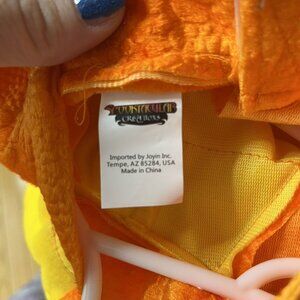 SPOOKTACULAR
CREATIONS
Imported by Joyin Inc.
Tempe, AZ 85284, USA
Made in China